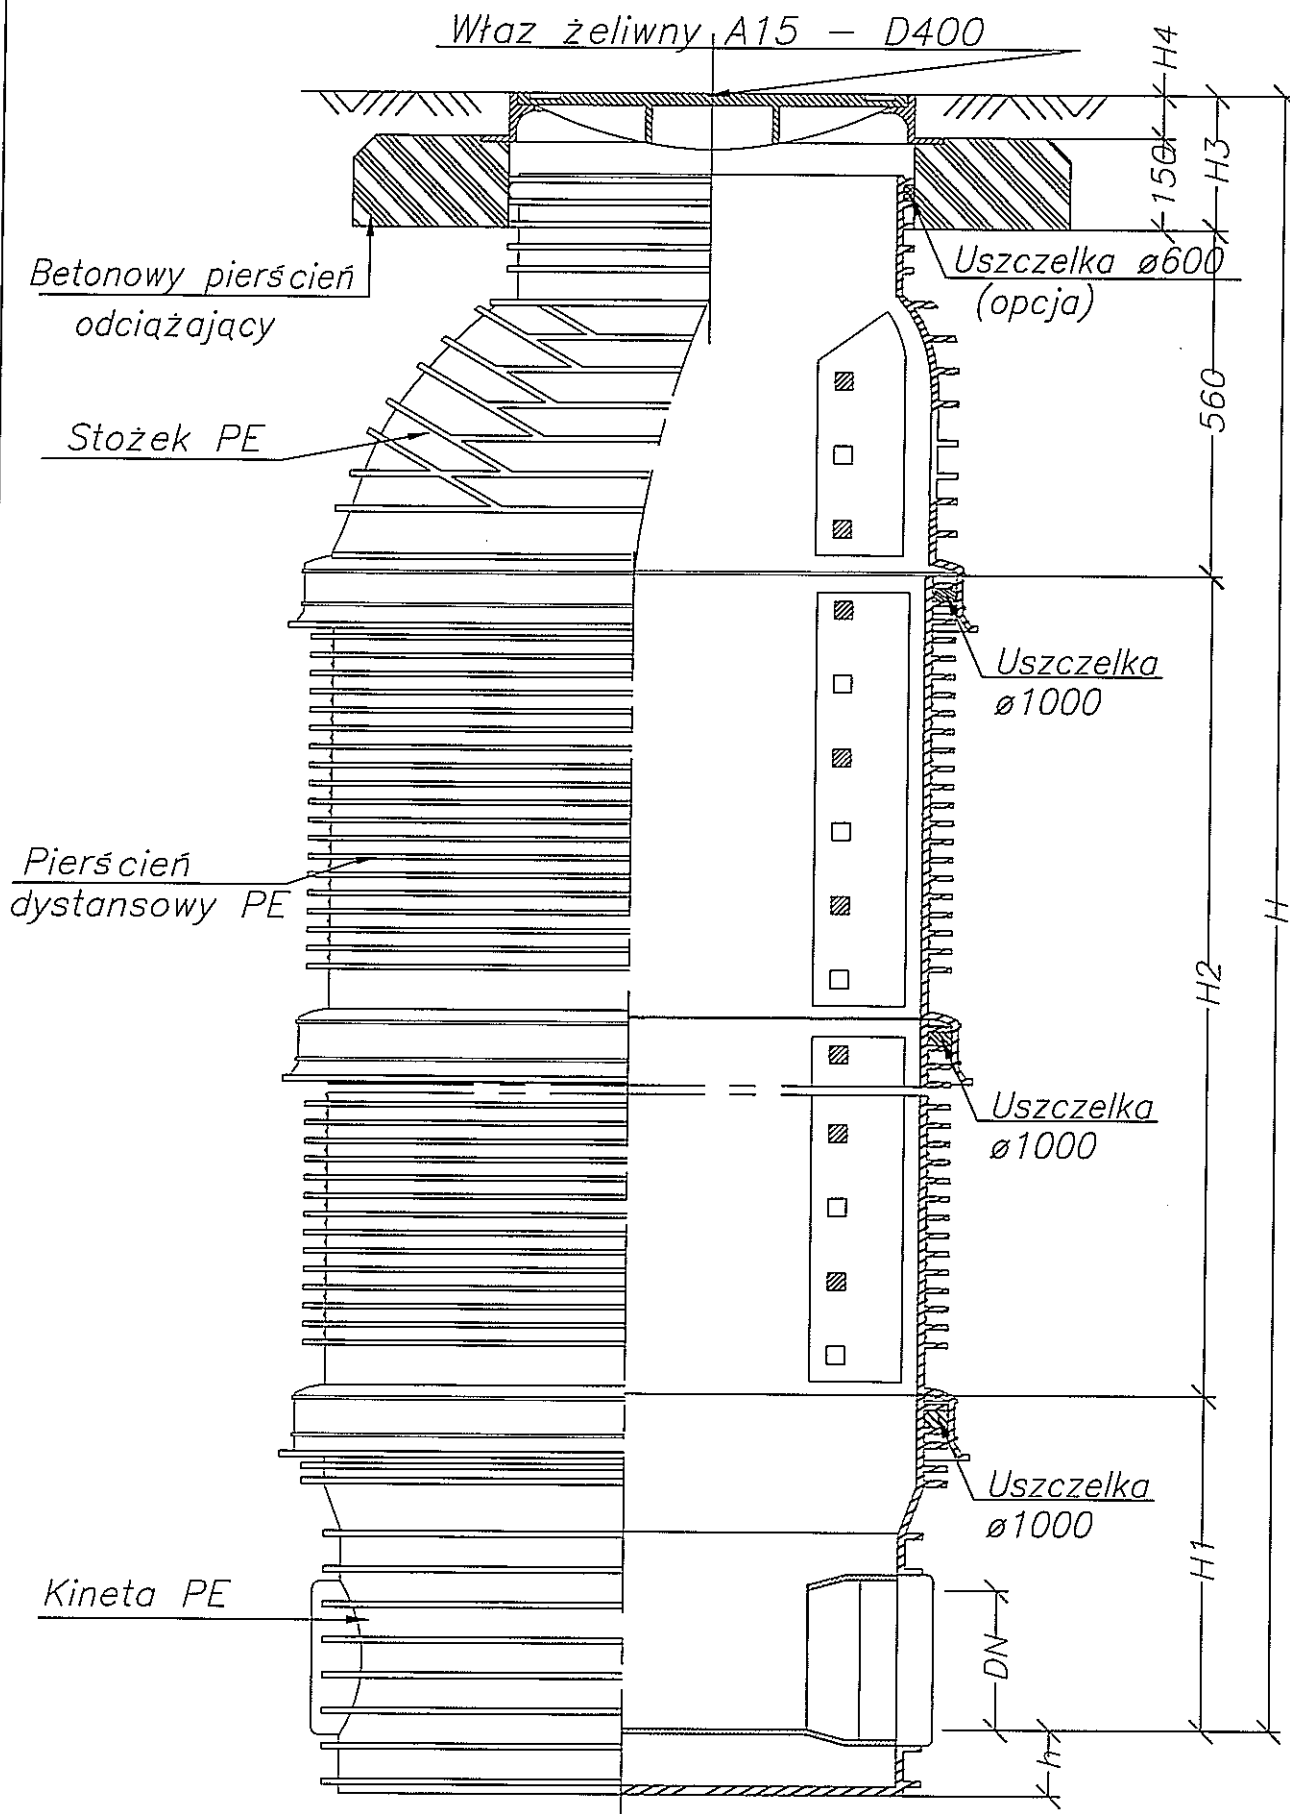 Właz żeliwny A15 – D400
H4
150
H3
Betonowy pierścień
odciążający
Uszczelka ø600
(opcja)
560
Stożek PE
Uszczelka
ø1000
Pierścień
dystansowy PE
H
H2
Uszczelka
ø1000
Uszczelka
ø1000
H1
Kineta PE
DN
h